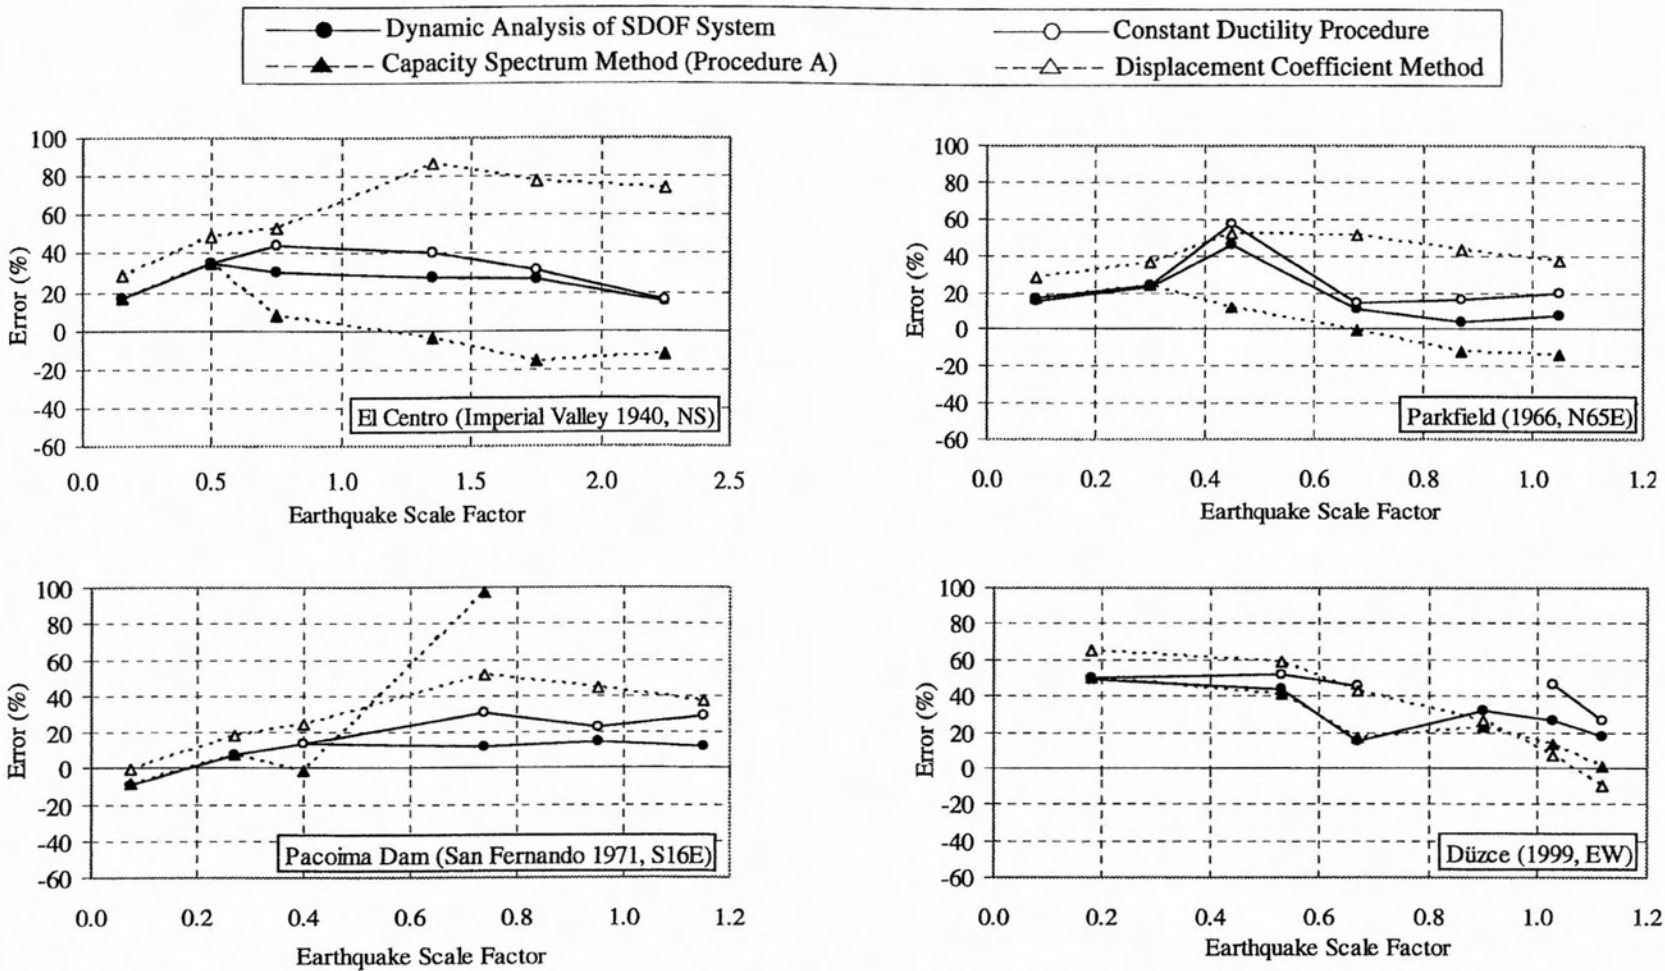 Dynamic Analysis of SDOF System
Constant Ductility Procedure
Capacity Spectrum Method (Procedure A)
Displacement Coefficient Method
100
80
60
40
20
0
-20
-40
-60
Error (%)
El Centro (Imperial Valley 1940, NS)
0.0 0.5 1.0 1.5 2.0 2.5
Earthquake Scale Factor
100
80
60
40
20
0
-20
-40
-60
Error (%)
Parkfield (1966, N65E)
0.0 0.2 0.4 0.6 0.8 1.0 1.2
Earthquake Scale Factor
100
80
60
40
20
0
-20
-40
-60
Error (%)
Pacoima Dam (San Fernando 1971, S16E)
0.0 0.2 0.4 0.6 0.8 1.0 1.2
Earthquake Scale Factor
100
80
60
40
20
0
-20
-40
-60
Error (%)
Düzce (1999, EW)
0.0 0.2 0.4 0.6 0.8 1.0 1.2
Earthquake Scale Factor